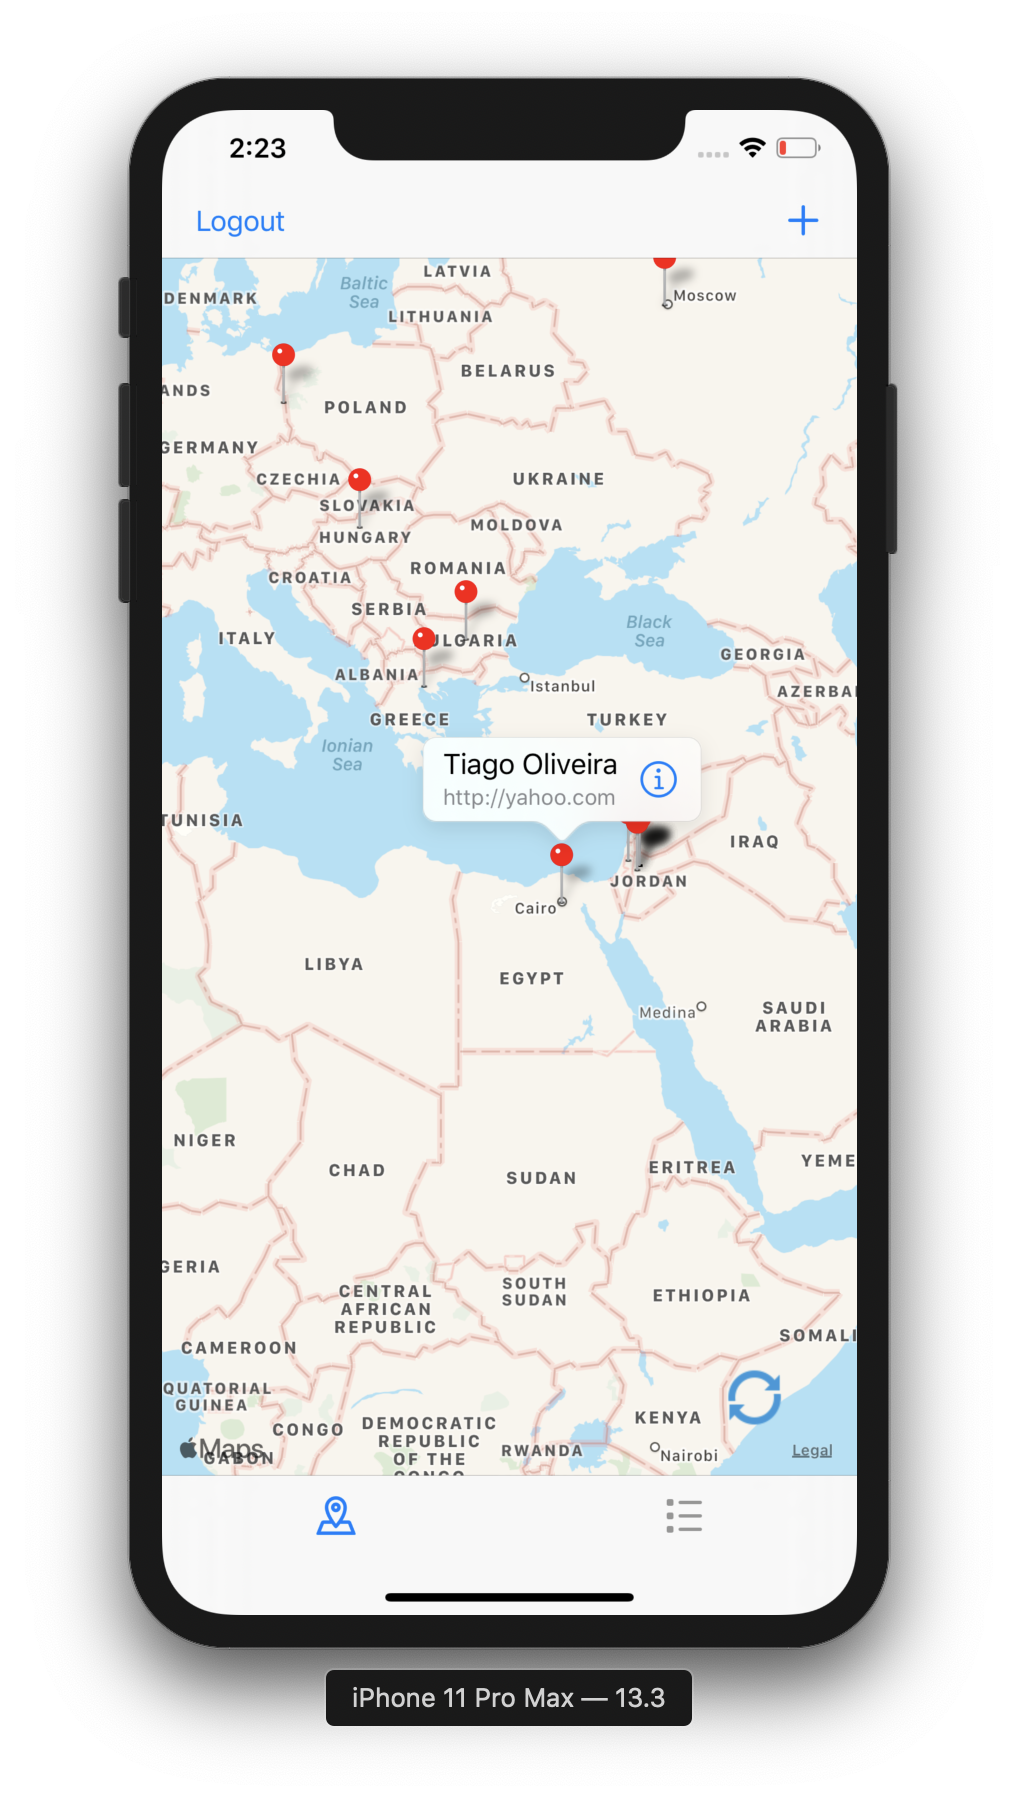 2:23
Logout
LATVIA
Baltic
Sea
DENMARK
Moscow
LITHUANIA
BELARUS
ANDS
POLAND
GERMANY
CZECHIA
UKRAINE
SLOVAKIA
MOLDOVA
HUNGARY
ROMANIA
CROATIA
SERBIA
Black
Sea
ITALY
ULGARIA
GEORGIA
ALBANIA
Istanbul
AZERBAI
GREECE
TURKEY
Ionian
Sea
Tiago Oliveira
http://yahoo.com
TUNISIA
IRAQ
JORDAN
Cairo
LIBYA
EGYPT
Medina
SAUDI
ARABIA
NIGER
CHAD
SUDAN
ERITREA
YEME
GERIA
CENTRAL
AFRICAN
REPUBLIC
SOUTH
SUDAN
ETHIOPIA
SOMALI
CAMEROON
QUATORIAL
GUINEA
CONGO
DEMOCRATIC
REPUBLIC
OF THE
CONGO
KENYA
RWANDA
Nairobi
Maps
GABON
Legal
iPhone 11 Pro Max — 13.3